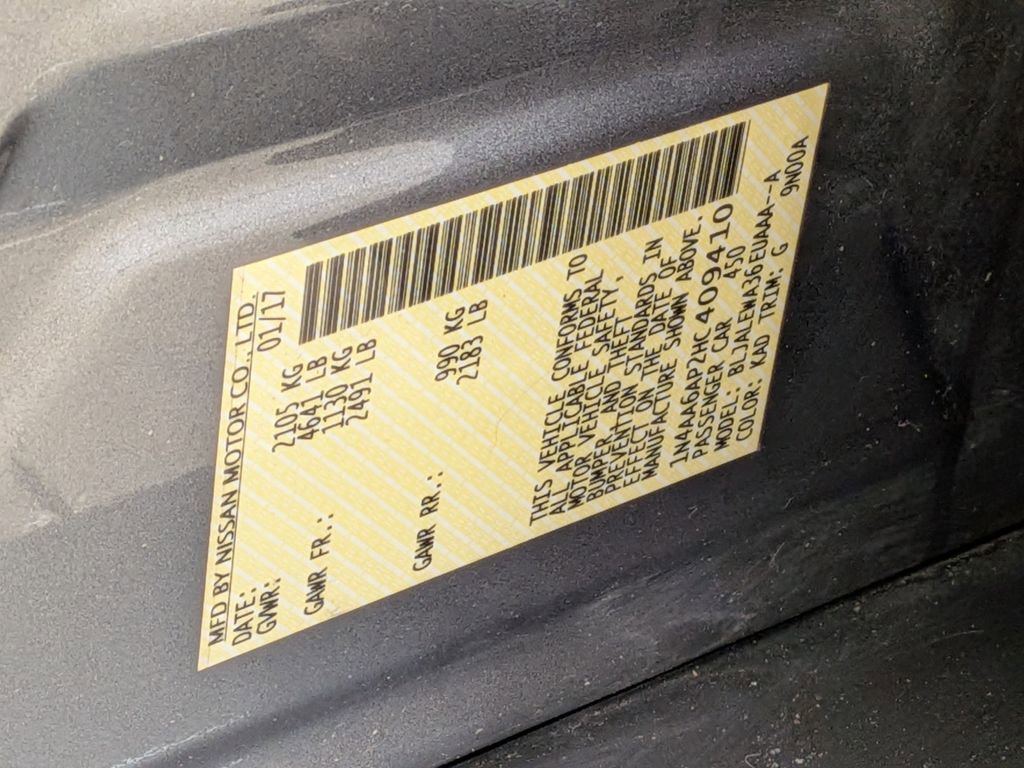 MFD BY NISSAN MOTOR CO., LTD.
DATE: 01/17
GVWR: 2105 KG
4641 LB
GAWR FR.: 1130 KG
2491 LB
GAWR RR.: 990 KG
2183 LB
THIS VEHICLE CONFORMS TO
ALL APPLICABLE FEDERAL
MOTOR VEHICLE SAFETY,
BUMPER, AND THEFT
PREVENTION STANDARDS IN
EFFECT ON THE DATE OF
MANUFACTURE SHOWN ABOVE.
1N4AA6AP2HC409410
PASSENGER CAR 450
MODEL: BLJALEWA36EUAAA--A
COLOR: KAD TRIM: G 9N00A